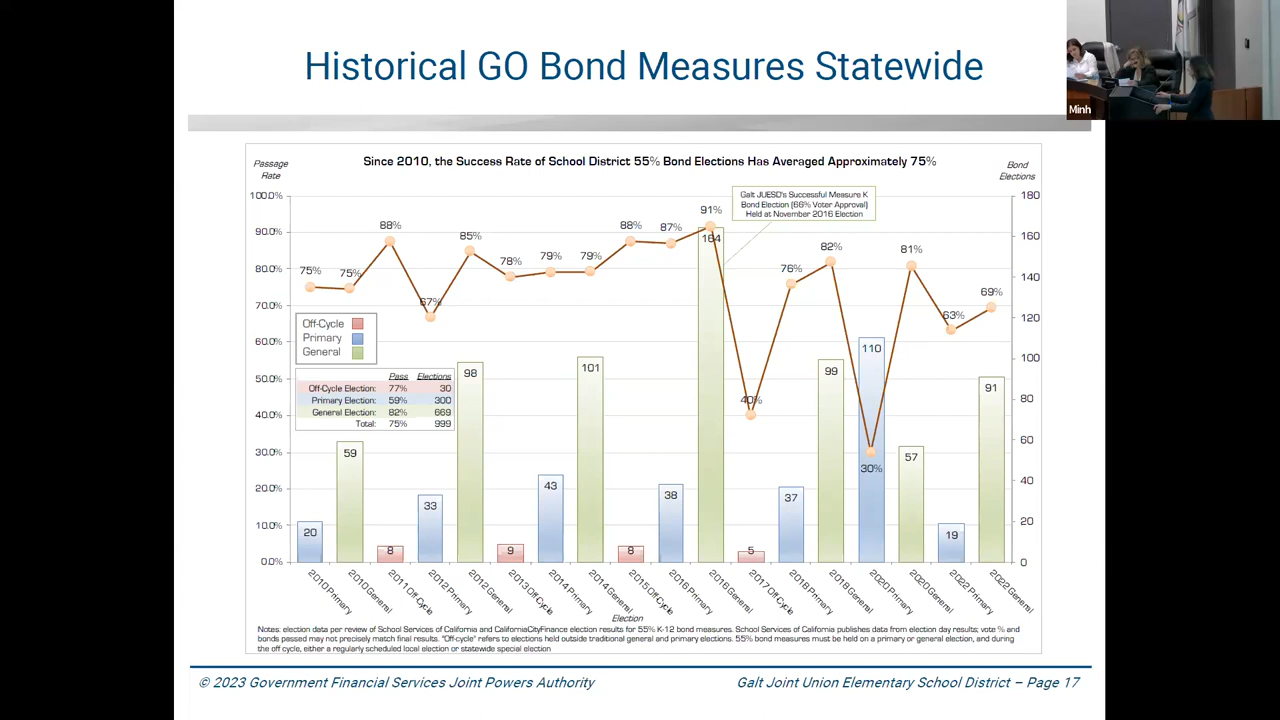 Historical GO Bond Measures Statewide
Minh
Since 2010, the Success Rate of School District 55% Bond Elections Has Averaged Approximately 75%
Passage
Rate
Bond
Elections
Galt JUESD's Successful Measure K
Bond Election (66% Voter Approval)
Held at November 2016 Election
100.0%
90.0%
80.0%
70.0%
60.0%
50.0%
40.0%
30.0%
20.0%
10.0%
0.0%
180
160
140
120
100
80
60
40
20
0
75%
75%
88%
67%
85%
78%
79%
79%
88%
87%
91%
40%
76%
82%
30%
81%
63%
69%
Off-Cycle
Primary
General
Pass Elections
Off-Cycle Election: 77% 30
Primary Election: 59% 300
General Election: 82% 669
Total: 75% 999
20
59
8
33
98
9
43
101
8
38
164
5
37
99
110
57
19
91
2010 Primary
2010 General
2011 Off Cycle
2012 Primary
2012 General
2013 Off Cycle
2014 Primary
2014 General
2015 Off Cycle
2016 Primary
2016 General
2017 Off Cycle
2018 Primary
2018 General
2020 Primary
2020 General
2022 Primary
2022 General
Election
Notes: election data per review of School Services of California and CaliforniaCityFinance election results for 55% K-12 bond measures. School Services of California publishes data from election day results; vote % and
bonds passed may not precisely match final results. "Off-cycle" refers to elections held outside traditional general and primary elections. 55% bond measures must be held on a primary or general election, and during
the off cycle, either a regularly scheduled local election or statewide special election
© 2023 Government Financial Services Joint Powers Authority
Galt Joint Union Elementary School District – Page 17